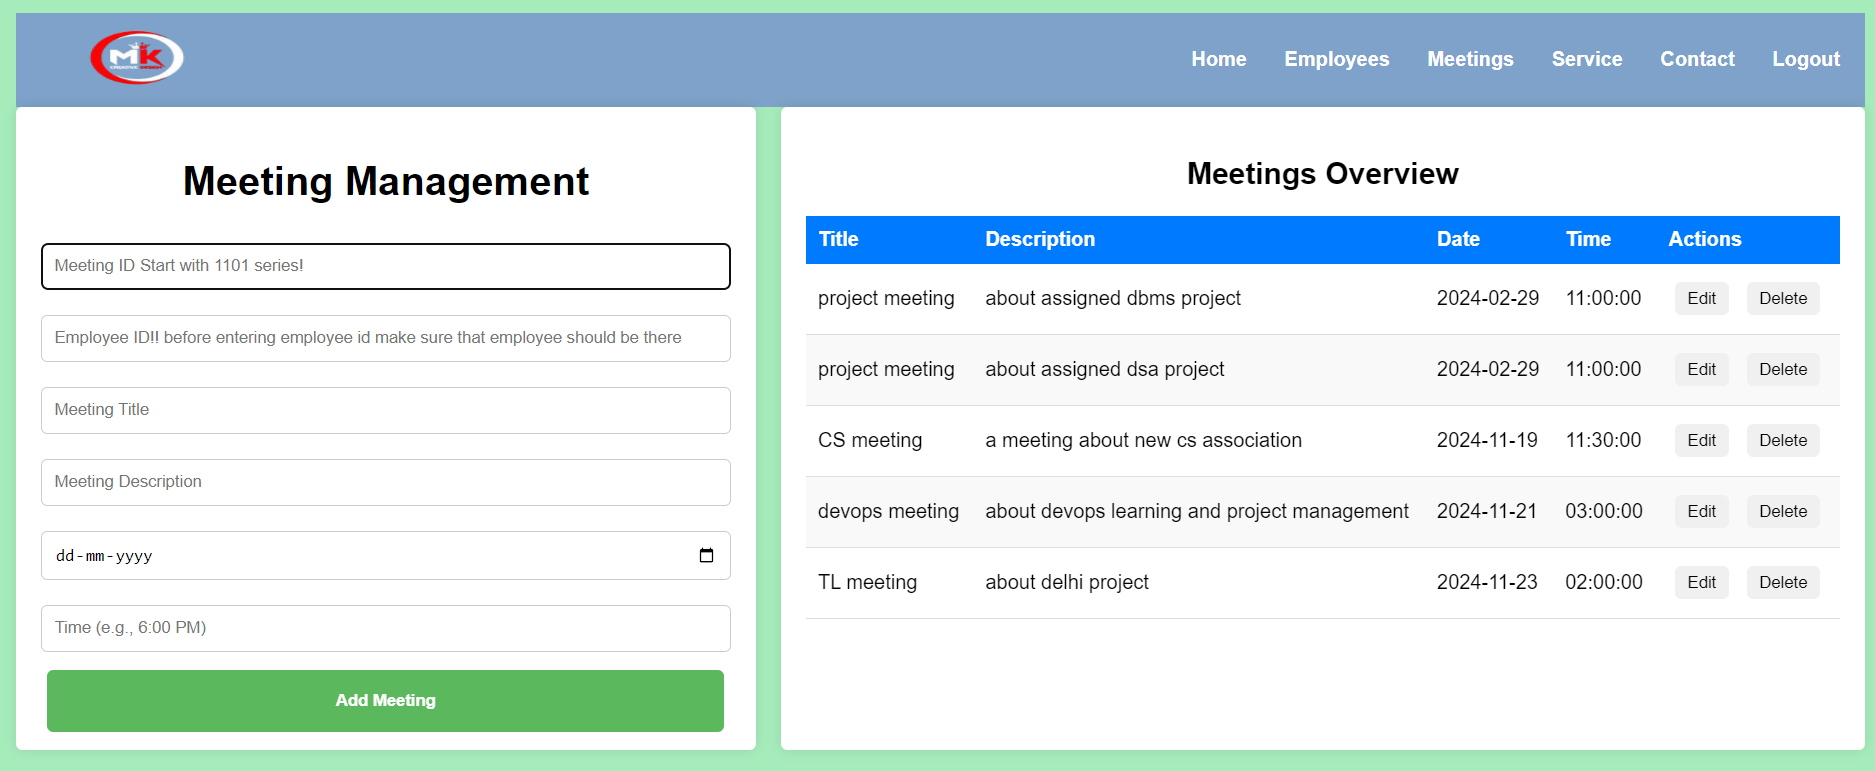 MK
Home Employees Meetings Service Contact Logout
Meeting Management
Meeting ID Start with 1101 series!
Employee ID!! before entering employee id make sure that employee should be there
Meeting Title
Meeting Description
dd-mm-yyyy
Time (e.g., 6:00 PM)
Add Meeting
Meetings Overview
Title Description Date Time Actions
project meeting about assigned dbms project 2024-02-29 11:00:00 Edit Delete
project meeting about assigned dsa project 2024-02-29 11:00:00 Edit Delete
CS meeting a meeting about new cs association 2024-11-19 11:30:00 Edit Delete
devops meeting about devops learning and project management 2024-11-21 03:00:00 Edit Delete
TL meeting about delhi project 2024-11-23 02:00:00 Edit Delete